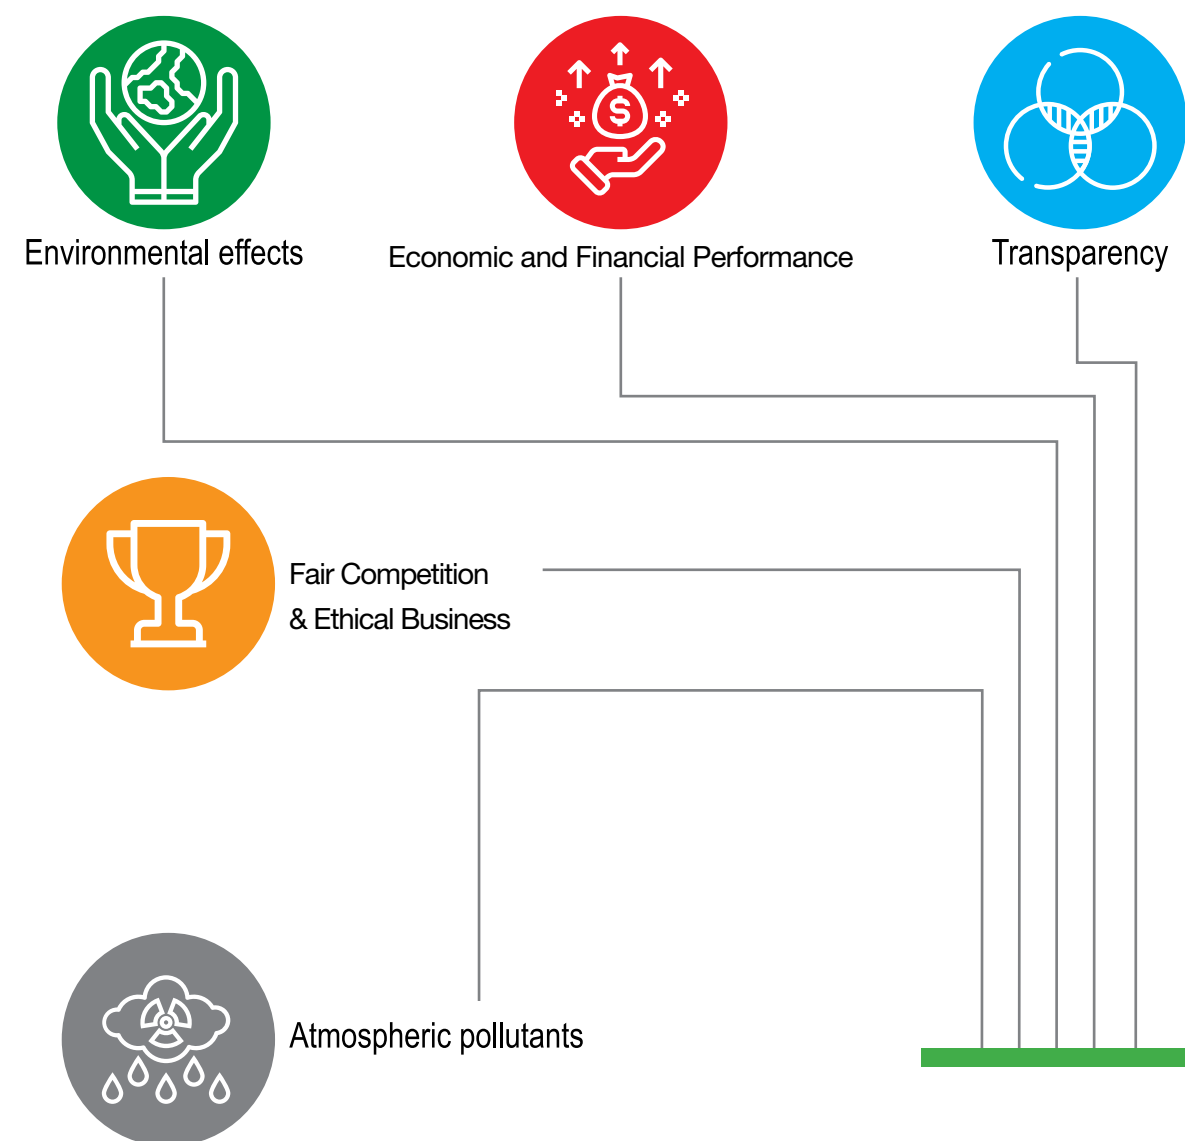 Environmental effects
Economic and Financial Performance
Transparency
Fair Competition
& Ethical Business
Atmospheric pollutants